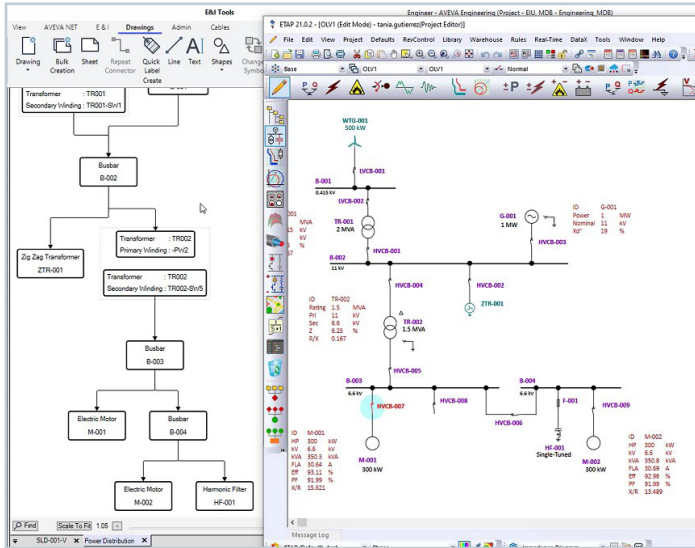 E&I Tools
Engineer - AVEVA Engineering (Project - EIU_MDB - Engineering_MDB)
View AVEVA NET E & I Drawings Admin Cables
Drawing
Bulk Creation
Sheet
Repeat Connector
Quick Label Create
Line
Text
Shapes
Change Symbo
Transformer : TR001
Secondary Winding : TR001-SW1
Busbar
B-002
Zig Zag Transformer
ZTR-001
Transformer : TR002
Primary Winding : -PW2
Transformer : TR002
Secondary Winding : TR002-SW5
Busbar
B-003
Electric Motor
M-001
Busbar
B-004
Electric Motor
M-002
Harmonic Filter
HF-001
Find
Scale To Fit 1.05
SLD-001-V X Power Distribution X
ETAP 21.0.2 - [OLV1 (Edit Mode) - tania.gutierrez(Project Editor)]
File Edit View Project Defaults RevControl Library Warehouse Rules Real-Time DataX Tools Window Help
Base
OLV1
OLV1
Normal
WTG-001
500 kW
LVCB-001
B-001
0.415 kV
LVCB-002
TR-001
2 MVA
HVCB-001
G-001
1 MW
HVCB-003
ID G-001
Power 1 MW
Nominal 11 kV
Xd" 19 %
B-002
11 kV
HVCB-004
HVCB-002
ZTR-001
ID TR-002
Rating 1.5 MVA
Pri 11 kV
Sec 6.6 kV
Z 6.25 %
R/X 0.167
TR-002
1.5 MVA
HVCB-005
B-003
6.6 kV
HVCB-007
HVCB-008
HVCB-006
B-004
6.6 kV
F-001
HVCB-009
HF-001
Single-Tuned
M-001
300 kW
M-002
300 kW
ID M-001
HP 300 kW
kV 6.6 kV
kVA 350.3 kVA
FLA 30.64 A
Eff 93.11 %
PF 91.99 %
X/R 15.621
ID M-002
HP 300 kW
kV 6.6 kV
kVA 350.8 kVA
FLA 30.69 A
Eff 92.96 %
PF 91.99 %
X/R 13.489
Message Log